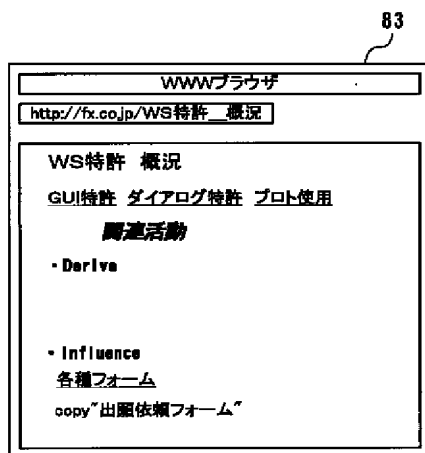 83
WWWブラウザ
http://fx.co.jp/WS特許__概況
WS特許 概況
GUI特許 ダイアログ特許 プロト使用
関連活動
・Derive
・Influence
各種フォーム
copy"出願依頼フォーム"